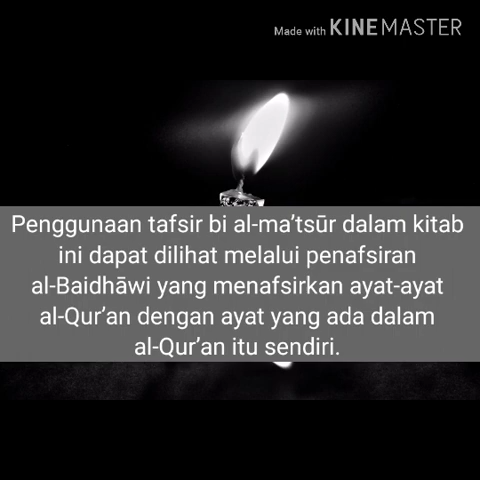 Made with KINEMASTER
Penggunaan tafsir bi al-ma’tsūr dalam kitab
ini dapat dilihat melalui penafsiran
al-Baidhāwi yang menafsirkan ayat-ayat
al-Qur’an dengan ayat yang ada dalam
al-Qur’an itu sendiri.